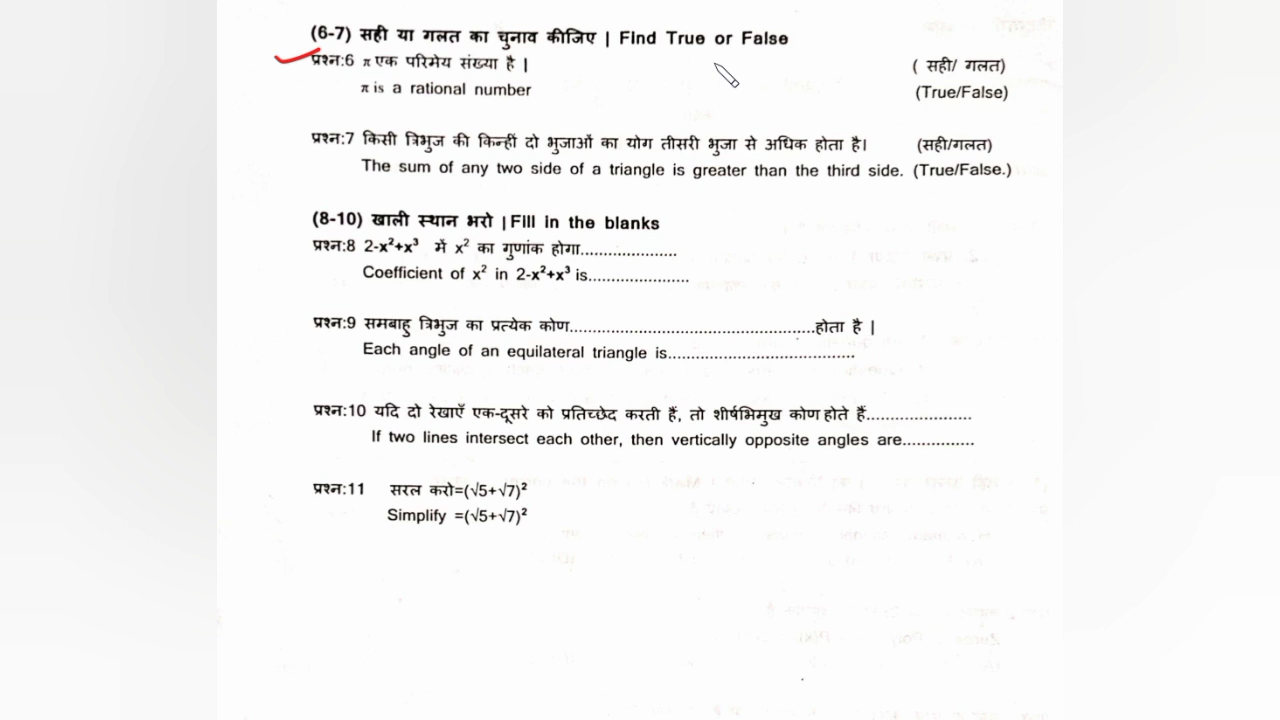 (6-7) सही या गलत का चुनाव कीजिए | Find True or False
प्रश्न:6 π एक परिमेय संख्या है | ( सही/ गलत)
π is a rational number (True/False)
प्रश्न:7 किसी त्रिभुज की किन्हीं दो भुजाओं का योग तीसरी भुजा से अधिक होता है। (सही/गलत)
The sum of any two side of a triangle is greater than the third side. (True/False.)
(8-10) खाली स्थान भरो | Fill in the blanks
प्रश्न:8 2-x²+x³ में x² का गुणांक होगा.....................
Coefficient of x² in 2-x²+x³ is......................
प्रश्न:9 समबाहु त्रिभुज का प्रत्येक कोण.....................................................होता है |
Each angle of an equilateral triangle is........................................
प्रश्न:10 यदि दो रेखाएँ एक-दूसरे को प्रतिच्छेद करती हैं, तो शीर्षभिमुख कोण होते हैं......................
If two lines intersect each other, then vertically opposite angles are...............
प्रश्न:11 सरल करो=(√5+√7)²
Simplify =(√5+√7)²